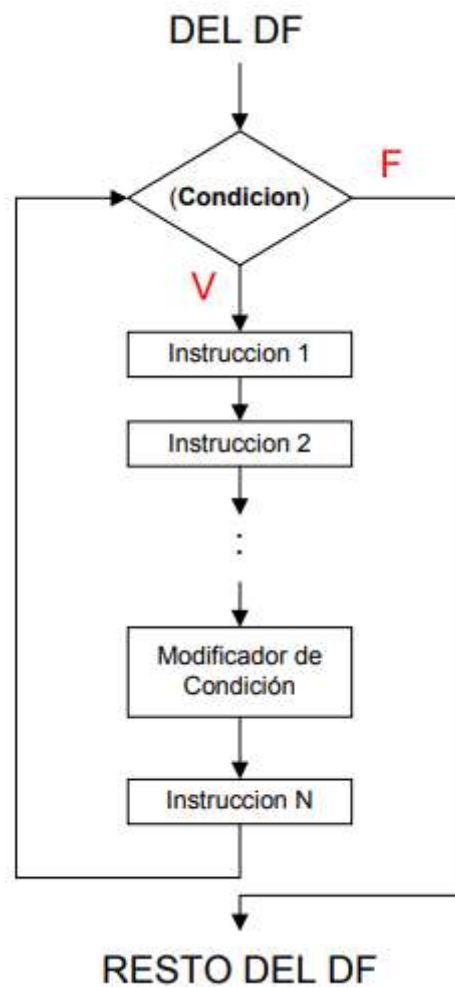 DEL DF
(Condicion)
F
V
Instruccion 1
Instruccion 2
:
Modificador de
Condición
Instruccion N
RESTO DEL DF